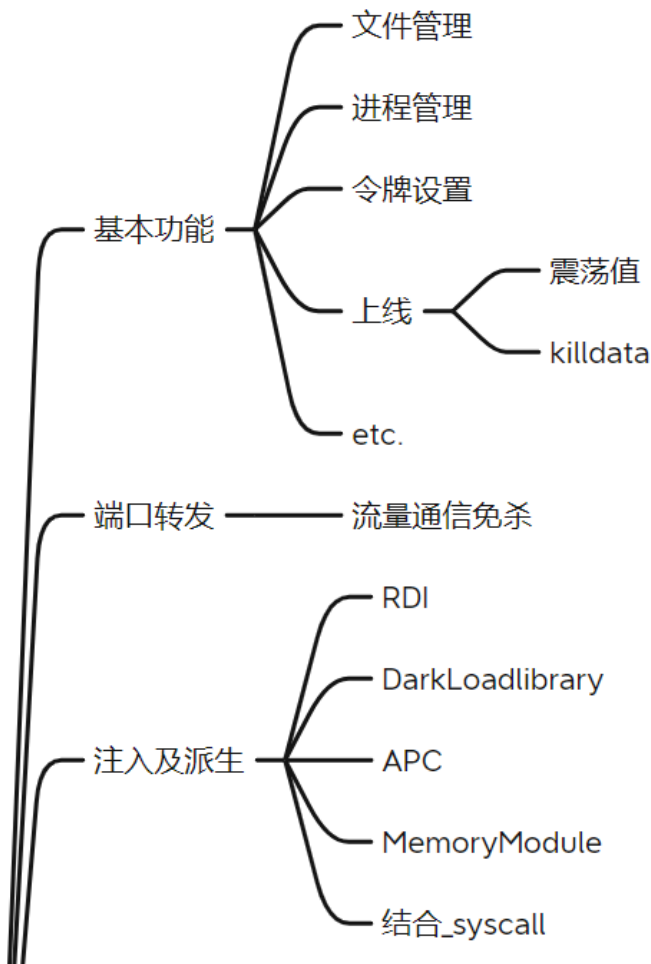 文件管理
进程管理
令牌设置
基本功能
上线
震荡值
killdata
etc.
端口转发
流量通信免杀
RDI
DarkLoadlibrary
注入及派生
APC
MemoryModule
结合_syscall